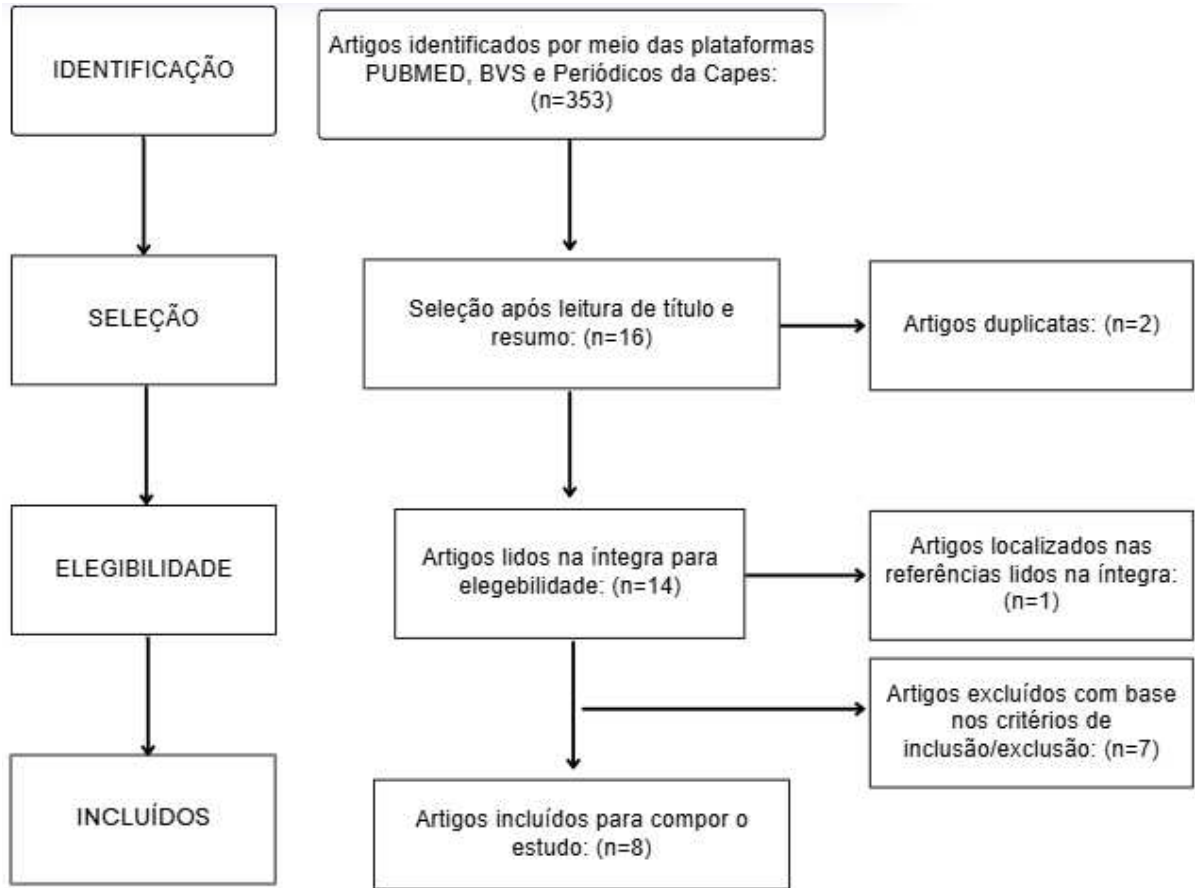 IDENTIFICAÇÃO
Artigos identificados por meio das plataformas
PUBMED, BVS e Periódicos da Capes:
(n=353)
SELEÇÃO
Seleção após leitura de título e
resumo: (n=16)
Artigos duplicatas: (n=2)
ELEGIBILIDADE
Artigos lidos na íntegra para
elegebilidade: (n=14)
Artigos localizados nas
referências lidos na íntegra:
(n=1)
Artigos excluídos com base
nos critérios de
inclusão/exclusão: (n=7)
INCLUÍDOS
Artigos incluídos para compor o
estudo: (n=8)